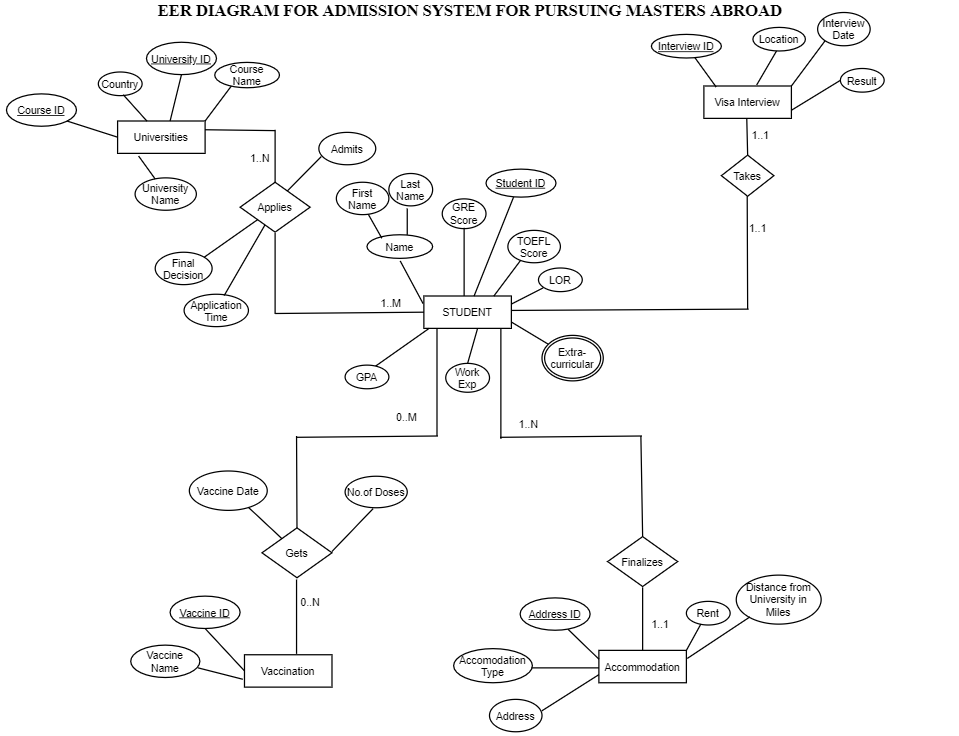 EER DIAGRAM FOR ADMISSION SYSTEM FOR PURSUING MASTERS ABROAD
University ID
Country
Course
Name
Course ID
Universities
University
Name
1..N
Admits
Applies
Final
Decision
Application
Time
1..M
Interview ID
Location
Interview
Date
Result
Visa Interview
1..1
Takes
1..1
First
Name
Last
Name
Name
GRE
Score
Student ID
TOEFL
Score
LOR
STUDENT
Extra-
curricular
GPA
Work
Exp
0..M
1..N
Vaccine Date
No.of Doses
Gets
0..N
Vaccine ID
Vaccine
Name
Vaccination
Finalizes
1..1
Address ID
Rent
Distance from
University in
Miles
Accomodation
Type
Accommodation
Address